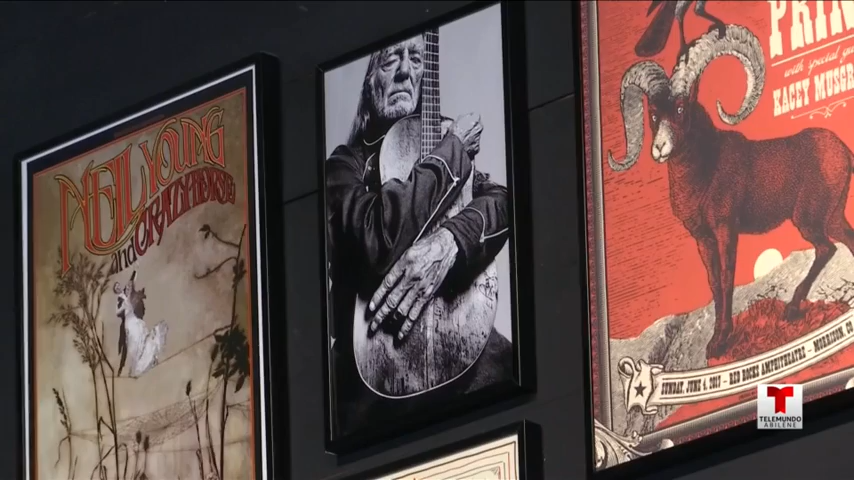 NEIL YOUNG
and CRAZY HORSE
with special gu
KACEY MUSGR
SUNDAY, JUNE 4, 2017 - RED ROCKS AMPHITHEATRE - MORRISON, CO
T
TELEMUNDO
ABILENE